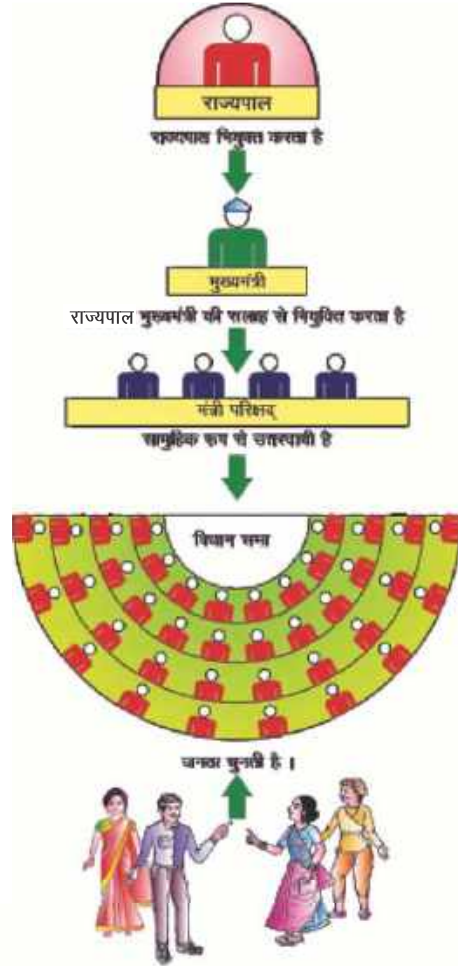 राज्यपाल
राज्यपाल नियुक्त करता है
मुख्यमंत्री
राज्यपाल मुख्यमंत्री की सलाह से नियुक्ति करता है
मंत्री परिक्षद्
सामुहिक रूप से उत्तरदायी है
विधान सभा
जनता चुनती है ।